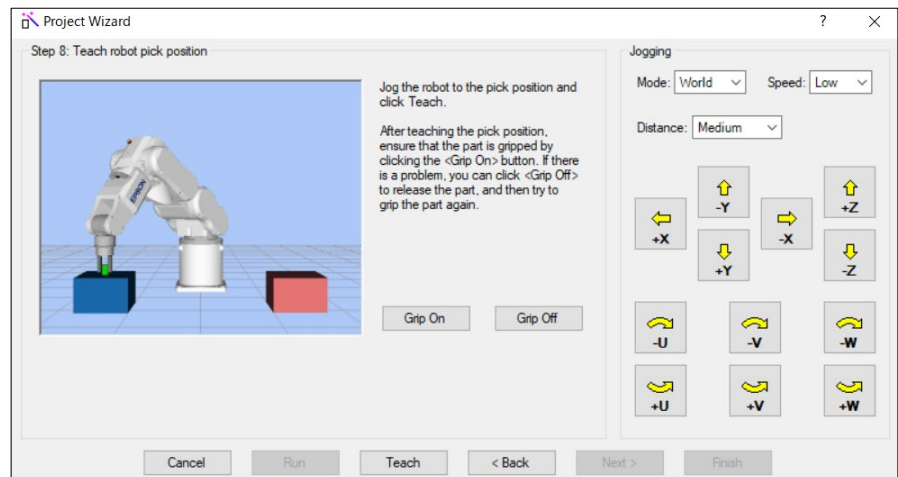 Project Wizard
?
Step 8: Teach robot pick position
EPSON
Jog the robot to the pick position and
click Teach.
After teaching the pick position,
ensure that the part is gripped by
clicking the <Grip On> button. If there
is a problem, you can click <Grip Off>
to release the part, and then try to
grip the part again.
Grip On Grip Off
Jogging
Mode: World Speed: Low
Distance: Medium
-Y +Z
+X -X
+Y -Z
-U -V -W
+U +V +W
Cancel Run Teach < Back Next > Finish